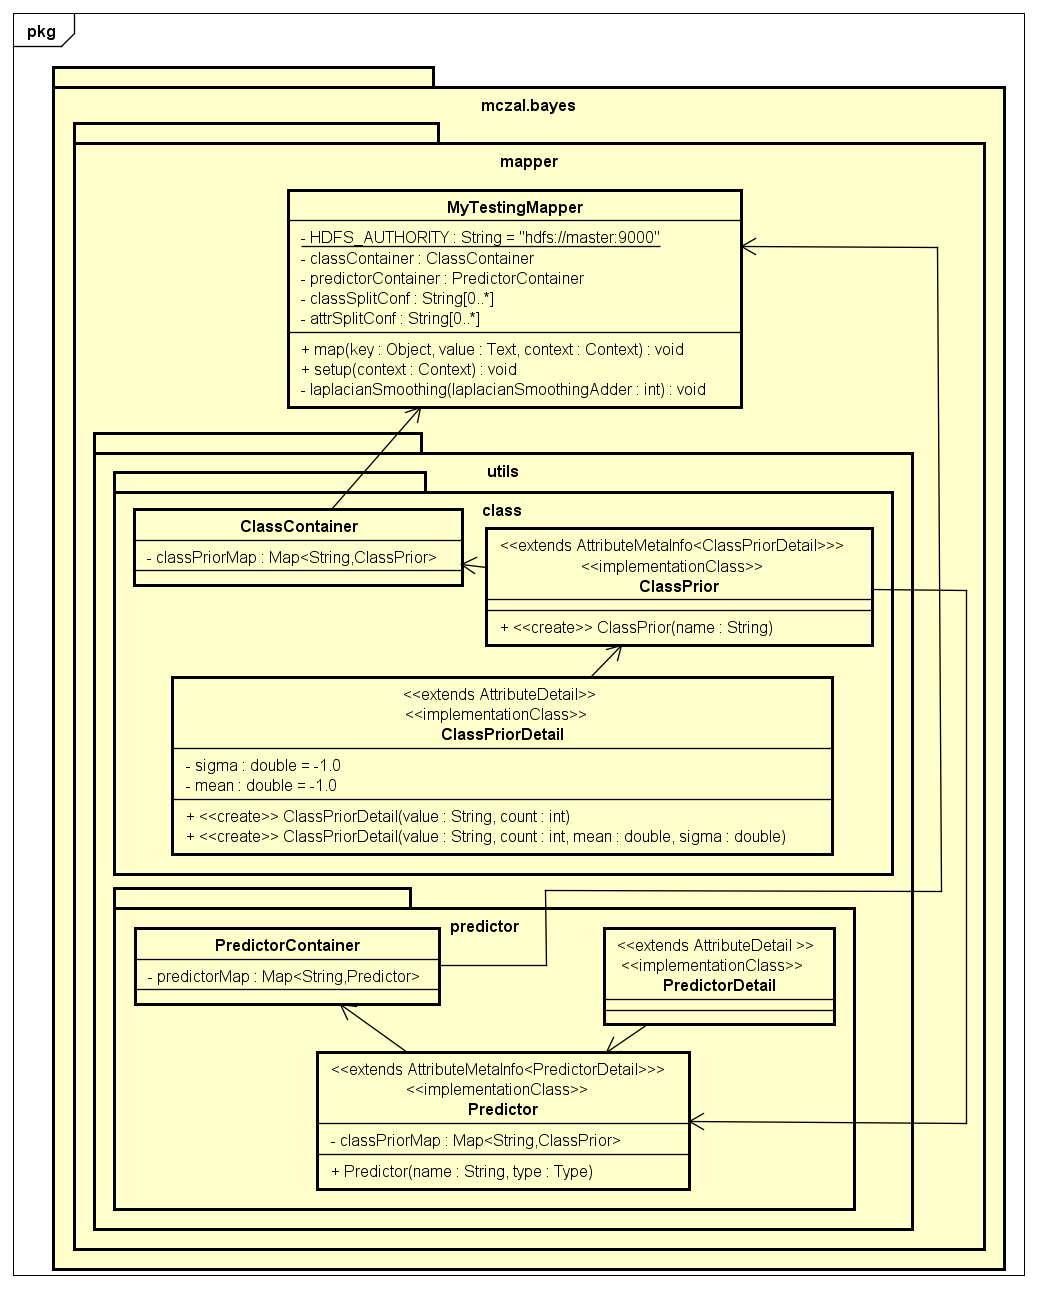 pkg
mczal.bayes
mapper
MyTestingMapper
- HDFS_AUTHORITY : String = "hdfs://master:9000"
- classContainer : ClassContainer
- predictorContainer : PredictorContainer
- classSplitConf : String[0..*]
- attrSplitConf : String[0..*]
+ map(key : Object, value : Text, context : Context) : void
+ setup(context : Context) : void
- laplacianSmoothing(laplacianSmoothingAdder : int) : void
utils
class
ClassContainer
- classPriorMap : Map<String,ClassPrior>
<<extends AttributeMetaInfo<ClassPriorDetail>>>
<<implementationClass>>
ClassPrior
+ <<create>> ClassPrior(name : String)
<<extends AttributeDetail>>
<<implementationClass>>
ClassPriorDetail
- sigma : double = -1.0
- mean : double = -1.0
+ <<create>> ClassPriorDetail(value : String, count : int)
+ <<create>> ClassPriorDetail(value : String, count : int, mean : double, sigma : double)
predictor
PredictorContainer
- predictorMap : Map<String,Predictor>
<<extends AttributeDetail >>
<<implementationClass>>
PredictorDetail
<<extends AttributeMetaInfo<PredictorDetail>>>
<<implementationClass>>
Predictor
- classPriorMap : Map<String,ClassPrior>
+ Predictor(name : String, type : Type)